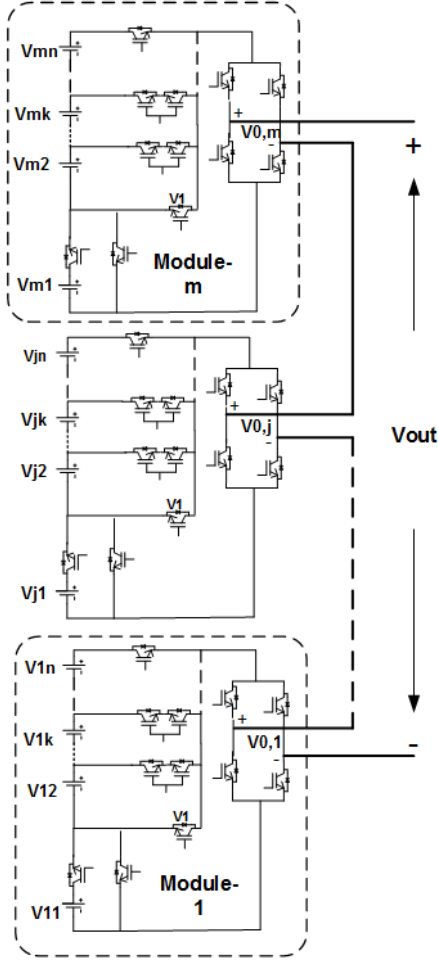 Vmn
Vmk
+
V0,m
-
+
Vm2
V1
Module-
m
Vm1
Vjn
Vjk
+
V0,j
-
Vout
Vj2
V1
Vj1
V1n
V1k
+
V0,1
-
-
V12
V1
Module-
1
V11